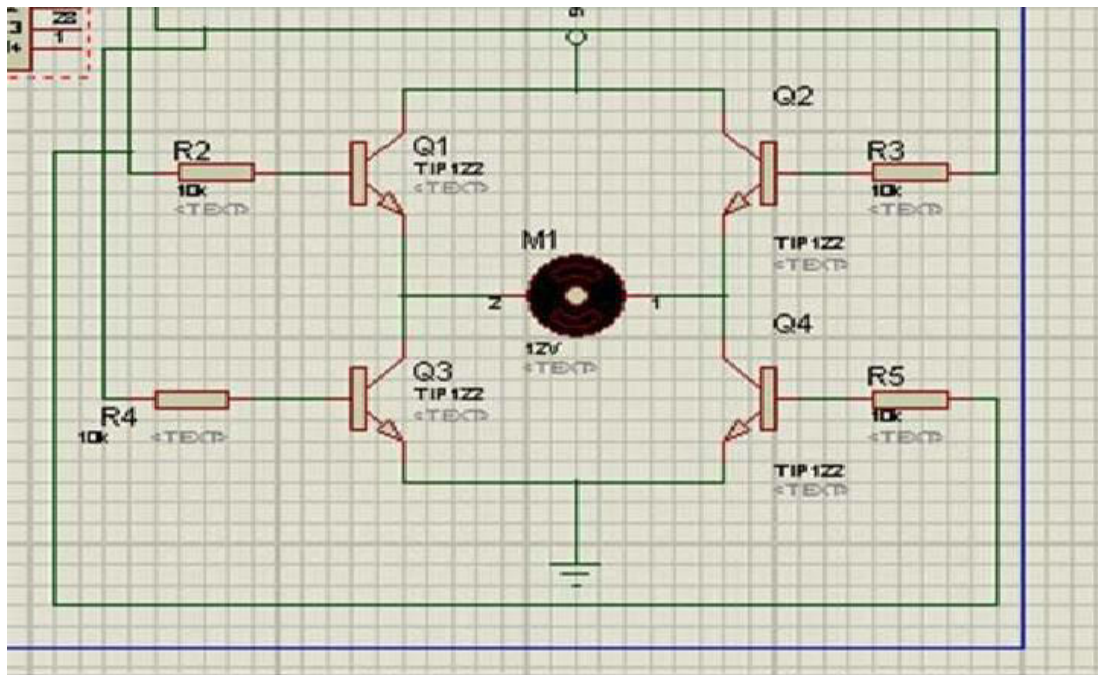 1
Q2
R2
10k
<TEXT>
Q1
TIP122
<TEXT>
R3
10k
<TEXT>
TIP122
<TEXT>
M1
2
1
12V
<TEXT>
Q4
Q3
TIP122
<TEXT>
R5
10k
<TEXT>
R4
10k
<TEXT>
TIP122
<TEXT>